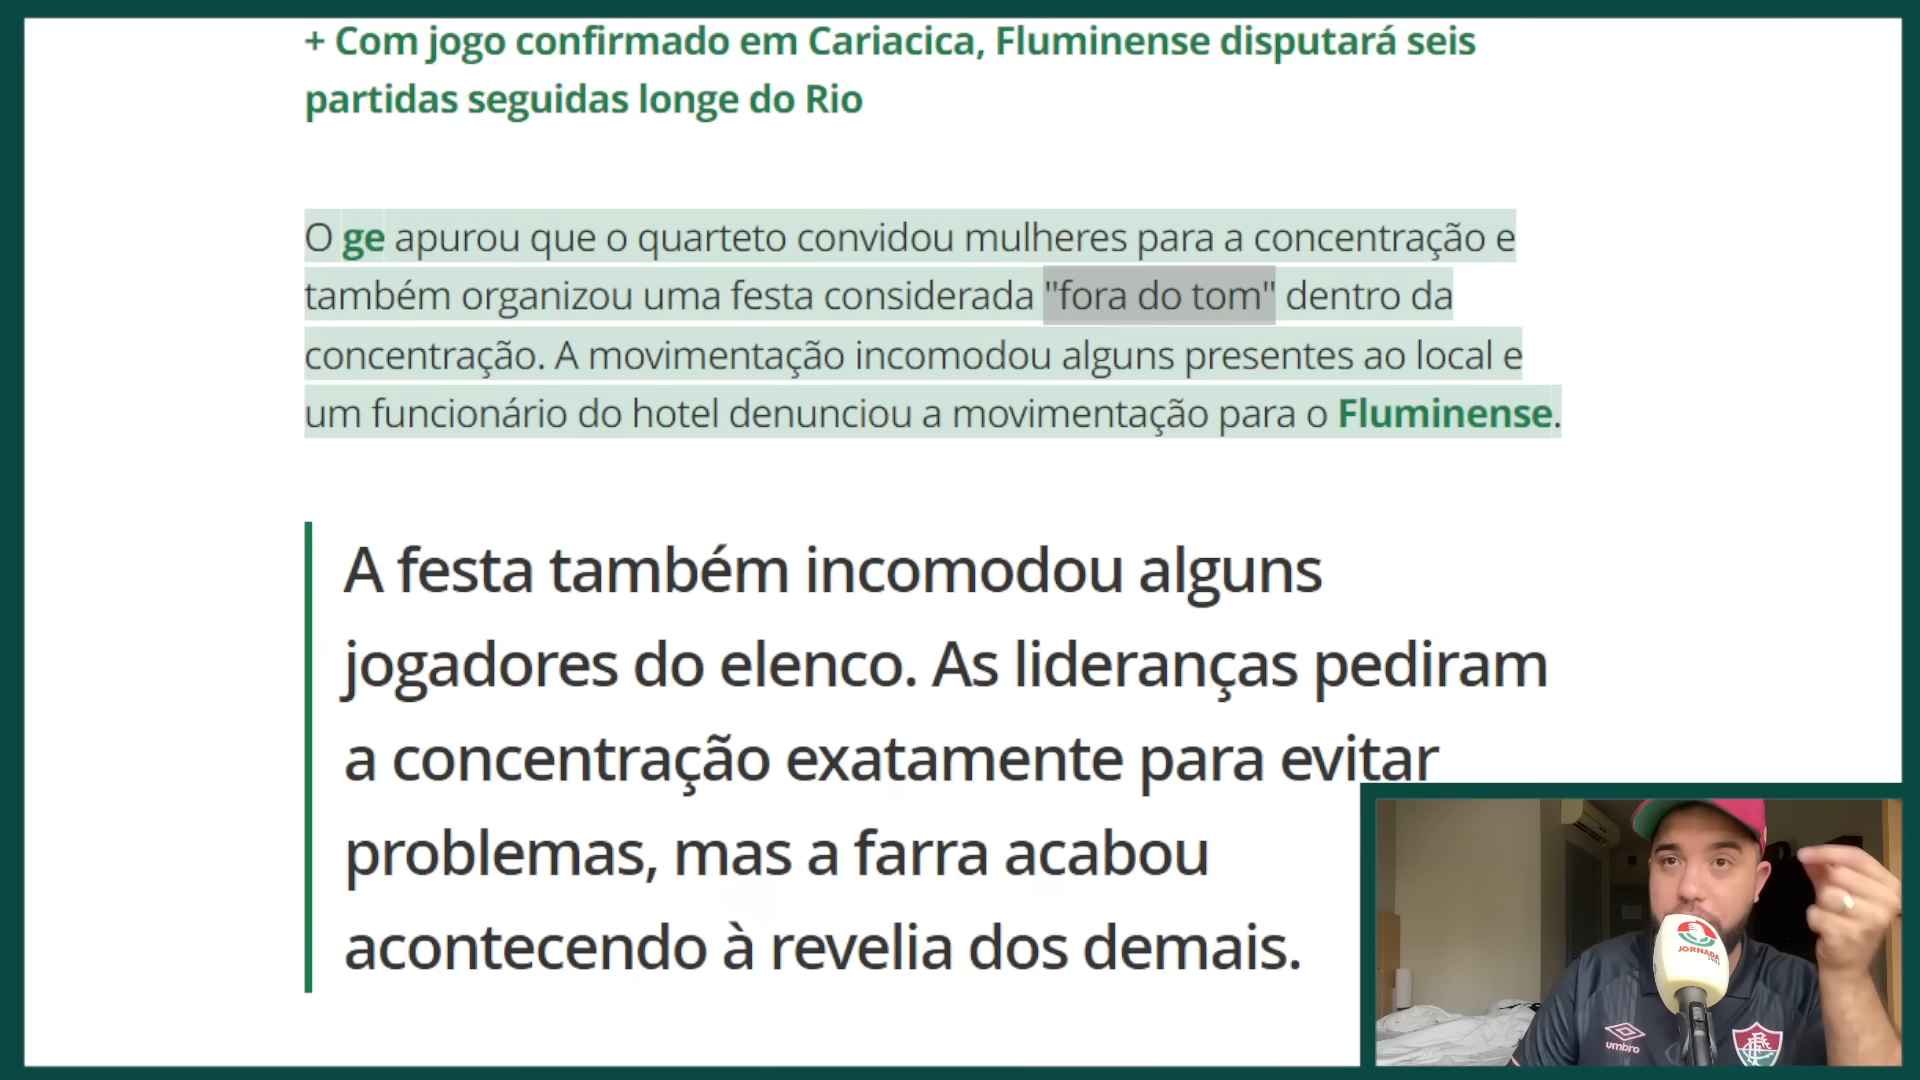 + Com jogo confirmado em Cariacica, Fluminense disputará seis
partidas seguidas longe do Rio
O ge apurou que o quarteto convidou mulheres para a concentração e
também organizou uma festa considerada "fora do tom" dentro da
concentração. A movimentação incomodou alguns presentes ao local e
um funcionário do hotel denunciou a movimentação para o Fluminense.
A festa também incomodou alguns
jogadores do elenco. As lideranças pediram
a concentração exatamente para evitar
problemas, mas a farra acabou
acontecendo à revelia dos demais.
JORNADA
umbro